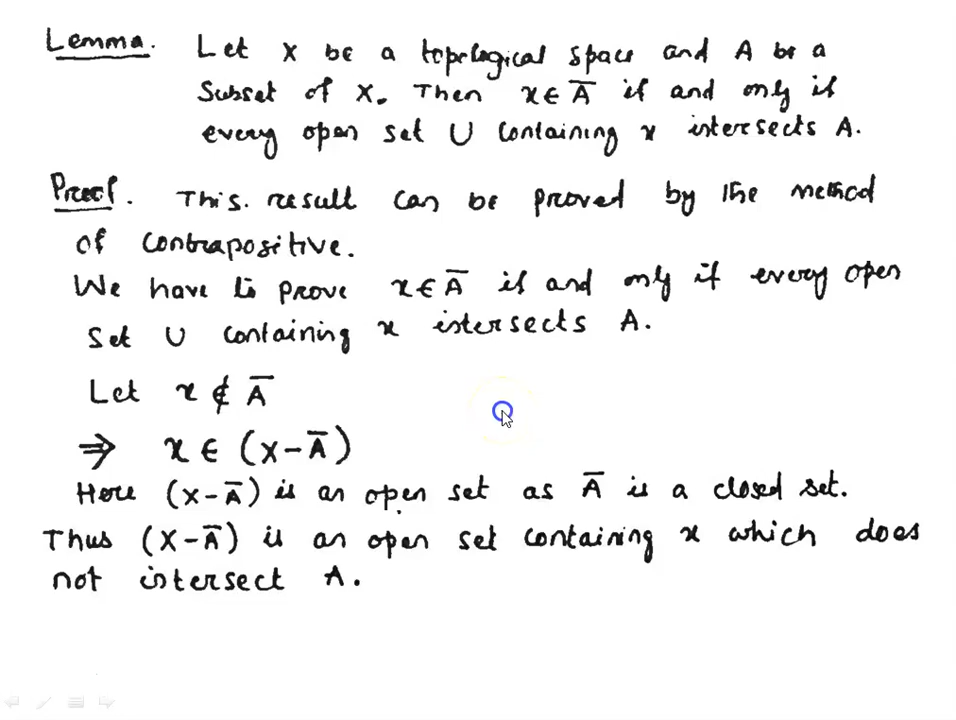 Lemma. Let X be a topological space and A be a
Subset of X. Then x ∈ A̅ if and only if
every open set U containing x intersects A.
Proof. This result can be proved by the method
of contrapositive.
We have to prove x ∈ A̅ if and only if every open
Set U containing x intersects A.
Let x ∉ A̅
⇒ x ∈ (X – A̅)
Here (X – A̅) is an open set as A̅ is a closed set.
Thus (X – A̅) is an open set containing x which does
not intersect A.